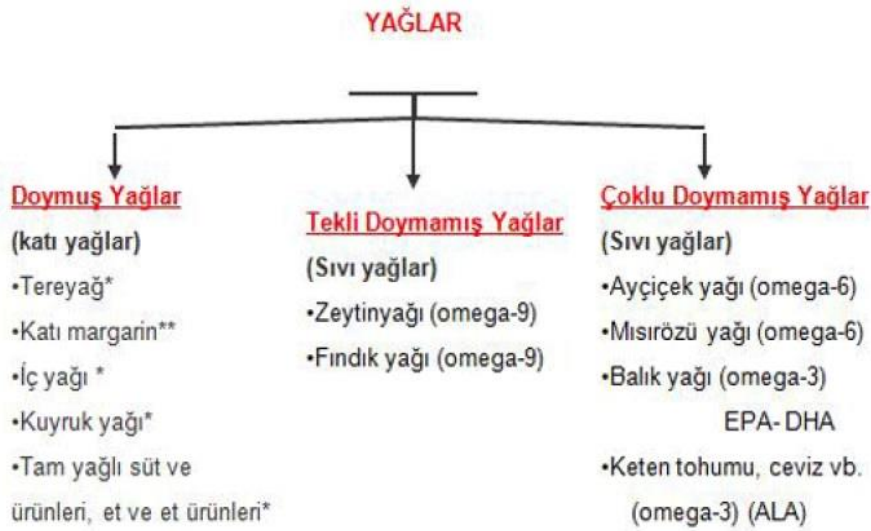 YAĞLAR
Doymuş Yağlar
(katı yağlar)
•Tereyağ*
•Katı margarin**
•İç yağı *
•Kuyruk yağı*
•Tam yağlı süt ve
ürünleri, et ve et ürünleri*
Tekli Doymamış Yağlar
(Sıvı yağlar)
•Zeytinyağı (omega-9)
•Fındık yağı (omega-9)
Çoklu Doymamış Yağlar
(Sıvı yağlar)
•Ayçiçek yağı (omega-6)
•Mısırözü yağı (omega-6)
•Balık yağı (omega-3)
EPA- DHA
•Keten tohumu, ceviz vb.
(omega-3) (ALA)